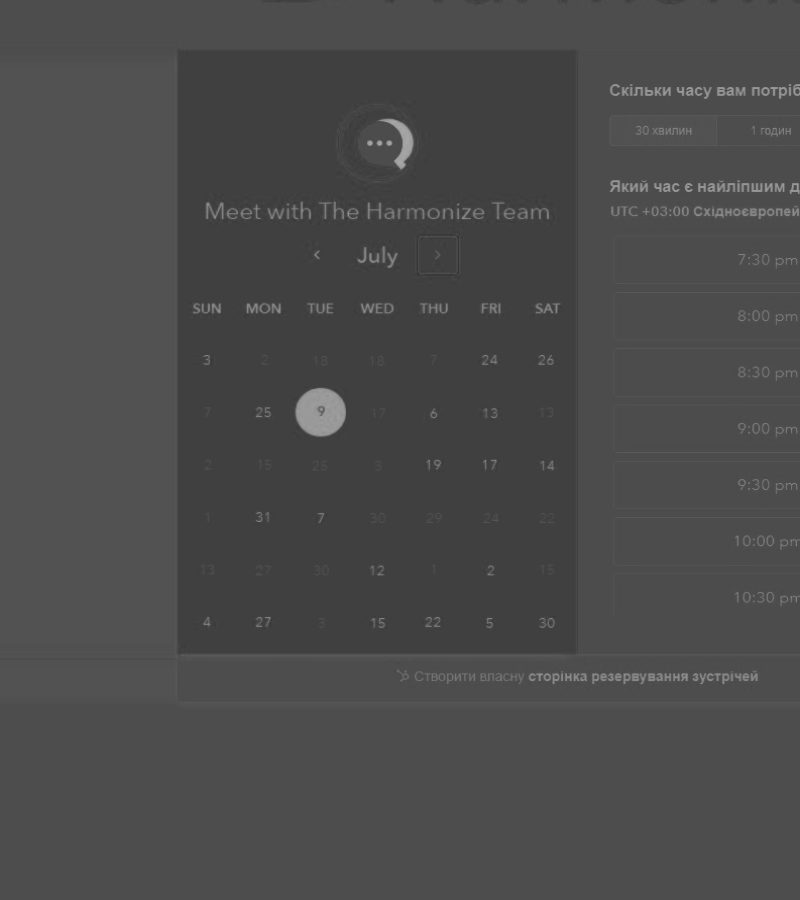 Meet with The Harmonize Team
July
SUN MON TUE WED THU FRI SAT
3 2 18 18 7 24 26
7 25 9 17 6 13 13
2 15 25 3 19 17 14
1 31 7 30 29 24 22
13 27 30 12 1 2 15
4 27 3 15 22 5 30
Скільки часу вам потріб
30 хвилин 1 годин
Який час є найліпшим д
UTC +03:00 Східноєвропей
7:30 pm
8:00 pm
8:30 pm
9:00 pm
9:30 pm
10:00 pm
10:30 pm
Створити власну сторінка резервування зустрічей